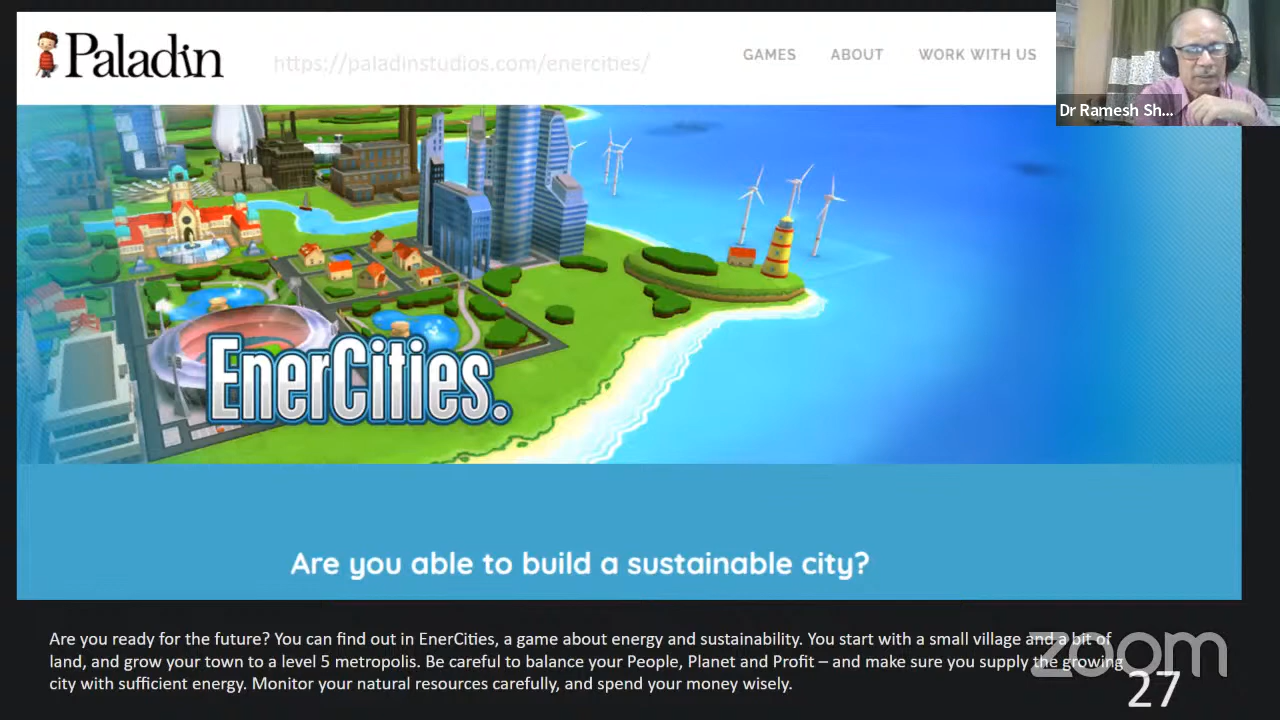 Paladin
https://paladinstudios.com/enercities/
GAMES ABOUT WORK WITH US
Dr Ramesh Sh...
EnerCities.
Are you able to build a sustainable city?
Are you ready for the future? You can find out in EnerCities, a game about energy and sustainability. You start with a small village and a bit of
land, and grow your town to a level 5 metropolis. Be careful to balance your People, Planet and Profit – and make sure you supply the growing
city with sufficient energy. Monitor your natural resources carefully, and spend your money wisely.
zoom
27